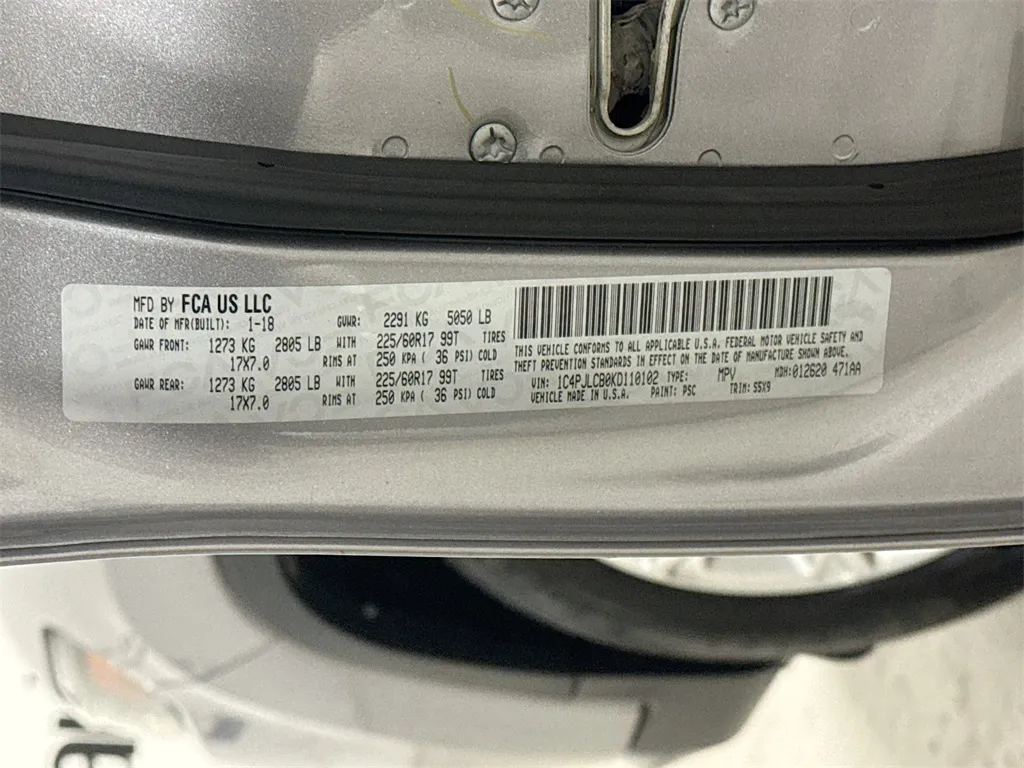 MFD BY FCA US LLC
DATE OF MFR(BUILT): 1-18 GVWR: 2291 KG 5050 LB
GAWR FRONT: 1273 KG 2805 LB WITH 225/60R17 99T TIRES
17X7.0 RIMS AT 250 KPA ( 36 PSI) COLD
GAWR REAR: 1273 KG 2805 LB WITH 225/60R17 99T TIRES
17X7.0 RIMS AT 250 KPA ( 36 PSI) COLD
THIS VEHICLE CONFORMS TO ALL APPLICABLE U.S.A. FEDERAL MOTOR VEHICLE SAFETY AND
THEFT PREVENTION STANDARDS IN EFFECT ON THE DATE OF MANUFACTURE SHOWN ABOVE.
VIN: 1C4PJLCB0KD110102 TYPE: MPV MDH:012620 471AA
VEHICLE MADE IN U.S.A. PAINT: PSC TRIM: S5X9